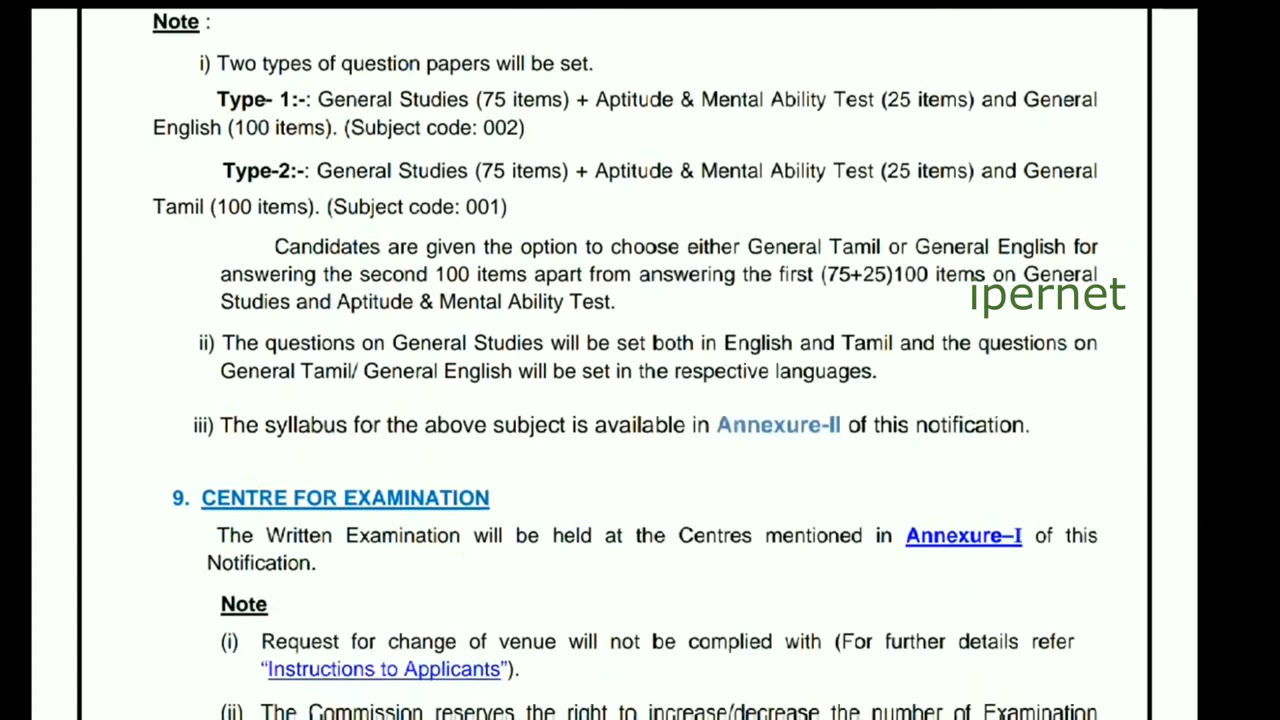 Note :
i) Two types of question papers will be set.
Type- 1:-: General Studies (75 items) + Aptitude & Mental Ability Test (25 items) and General
English (100 items). (Subject code: 002)
Type-2:-: General Studies (75 items) + Aptitude & Mental Ability Test (25 items) and General
Tamil (100 items). (Subject code: 001)
Candidates are given the option to choose either General Tamil or General English for
answering the second 100 items apart from answering the first (75+25)100 items on General
ipernet
Studies and Aptitude & Mental Ability Test.
ii) The questions on General Studies will be set both in English and Tamil and the questions on
General Tamil/ General English will be set in the respective languages.
iii) The syllabus for the above subject is available in Annexure-II of this notification.
9. CENTRE FOR EXAMINATION
The Written Examination will be held at the Centres mentioned in Annexure–I of this
Notification.
Note
(i) Request for change of venue will not be complied with (For further details refer
“Instructions to Applicants”).
(ii) The Commission reserves the right to increase/decrease the number of Examination